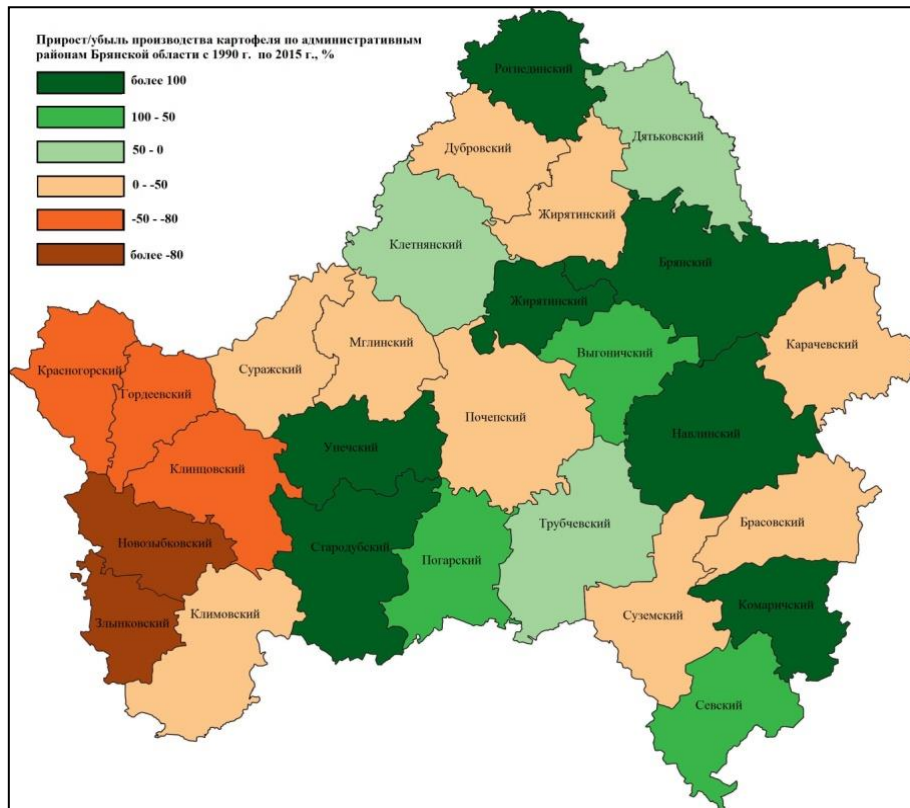 Прирост/убыль производства картофеля по административным
районам Брянской области с 1990 г. по 2015 г., %
более 100
100 - 50
50 - 0
0 - -50
-50 - -80
более -80
Рогнединский
Дятьковский
Дубровский
Жирятинский
Клетнянский
Брянский
Жирятинский
Карачевский
Мглинский
Выгоничский
Суражский
Красногорский
Гордеевский
Почепский
Навлинский
Унечский
Клинцовский
Трубчевский
Брасовский
Новозыбковский
Стародубский
Погарский
Комаричский
Климовский
Суземский
Злынковский
Севский